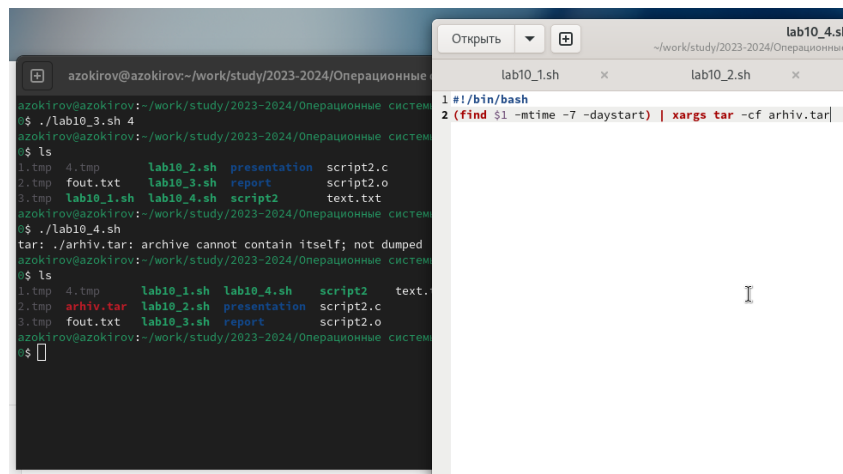 azokirov@azokirov:~/work/study/2023-2024/Операционные
azokirov@azokirov:~/work/study/2023-2024/Операционные систем
0$ ./lab10_3.sh 4
azokirov@azokirov:~/work/study/2023-2024/Операционные систем
0$ ls
1.tmp 4.tmp lab10_2.sh presentation script2.c
2.tmp fout.txt lab10_3.sh report script2.o
3.tmp lab10_1.sh lab10_4.sh script2 text.txt
azokirov@azokirov:~/work/study/2023-2024/Операционные систем
0$ ./lab10_4.sh
tar: ./arhiv.tar: archive cannot contain itself; not dumped
azokirov@azokirov:~/work/study/2023-2024/Операционные систем
0$ ls
1.tmp 4.tmp lab10_1.sh lab10_4.sh script2 text.
2.tmp arhiv.tar lab10_2.sh presentation script2.c
3.tmp fout.txt lab10_3.sh report script2.o
azokirov@azokirov:~/work/study/2023-2024/Операционные систем
0$
Открыть
lab10_4.s
~/work/study/2023-2024/Операционны
lab10_1.sh × lab10_2.sh ×
1 #!/bin/bash
2 (find $1 -mtime -7 -daystart) | xargs tar -cf arhiv.tar